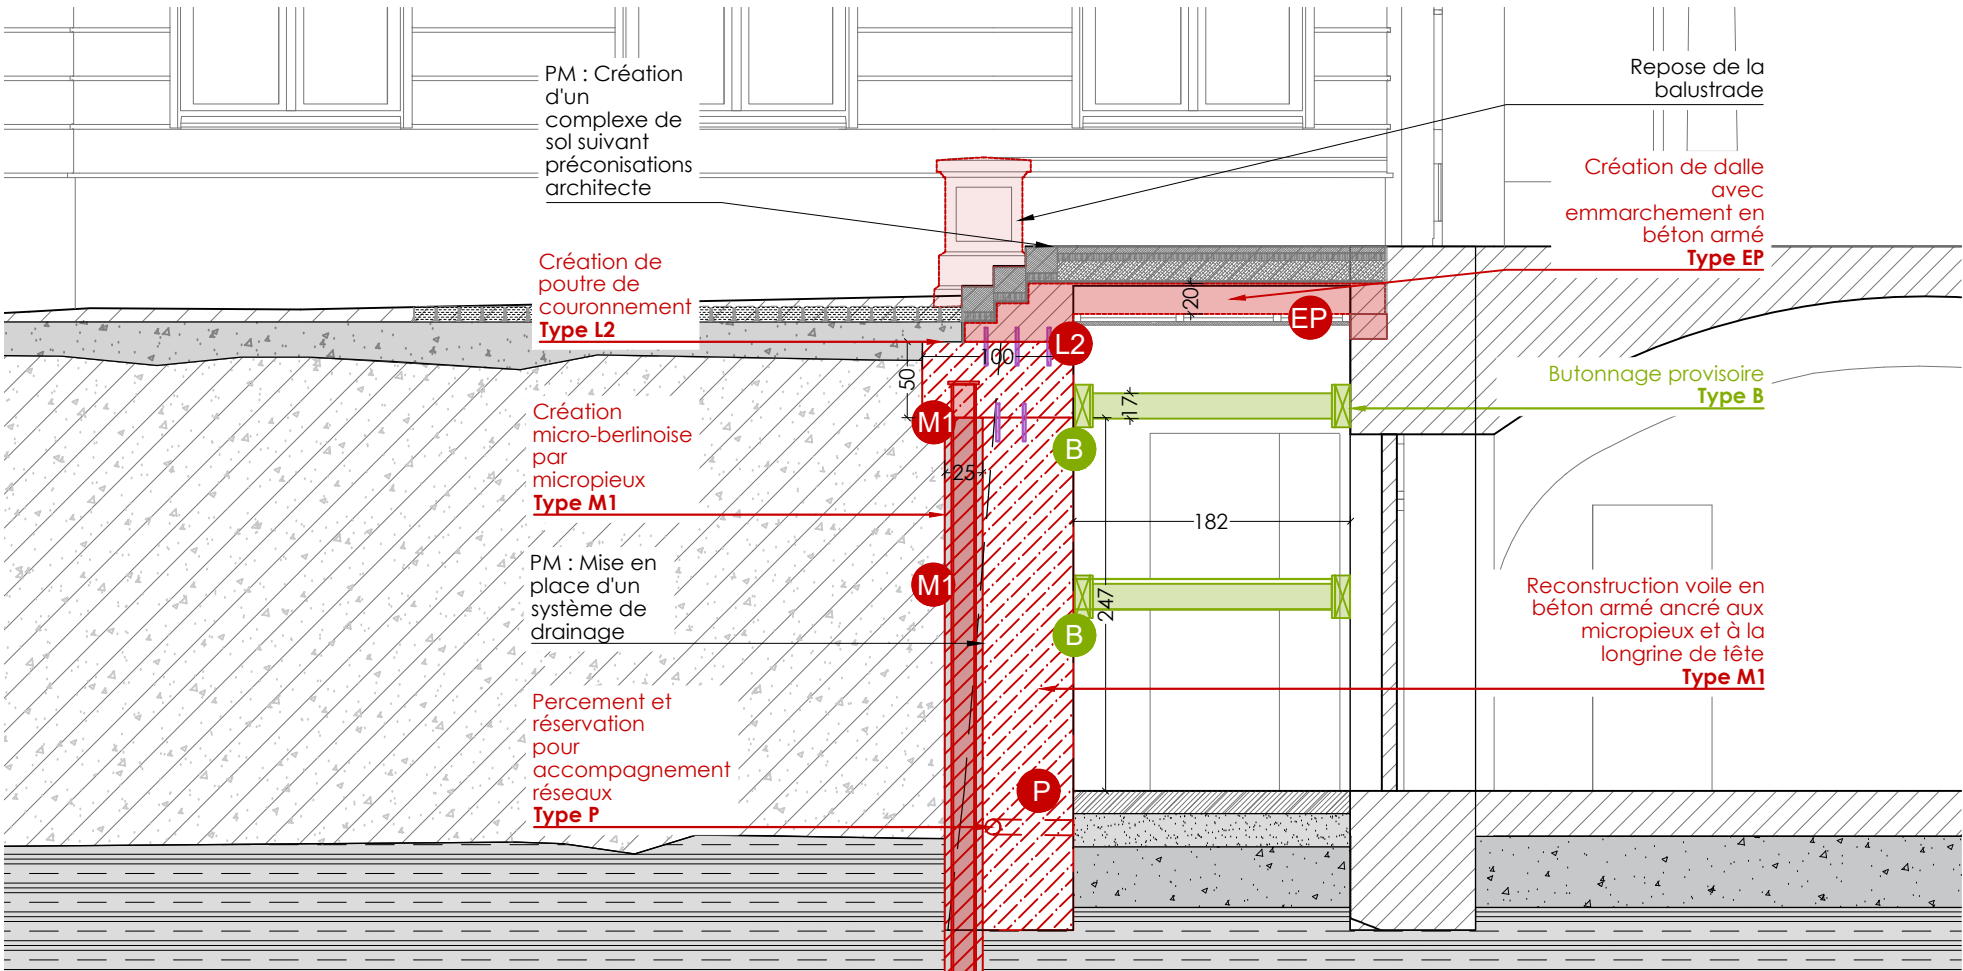 PM : Création
d'un
complexe de
sol suivant
préconisations
architecte
Repose de la
balustrade
Création de dalle
avec
emmarchement en
béton armé
Type EP
Création de
poutre de
couronnement
Type L2
20
EP
100
L2
50
Butonnage provisoire
Type B
17
Création
micro-berlinoise
par
micropieux
Type M1
M1
B
25
182
PM : Mise en
place d'un
système de
drainage
M1
247
B
Reconstruction voile en
béton armé ancré aux
micropieux et à la
longrine de tête
Type M1
Percement et
réservation
pour
accompagnement
réseaux
Type P
P